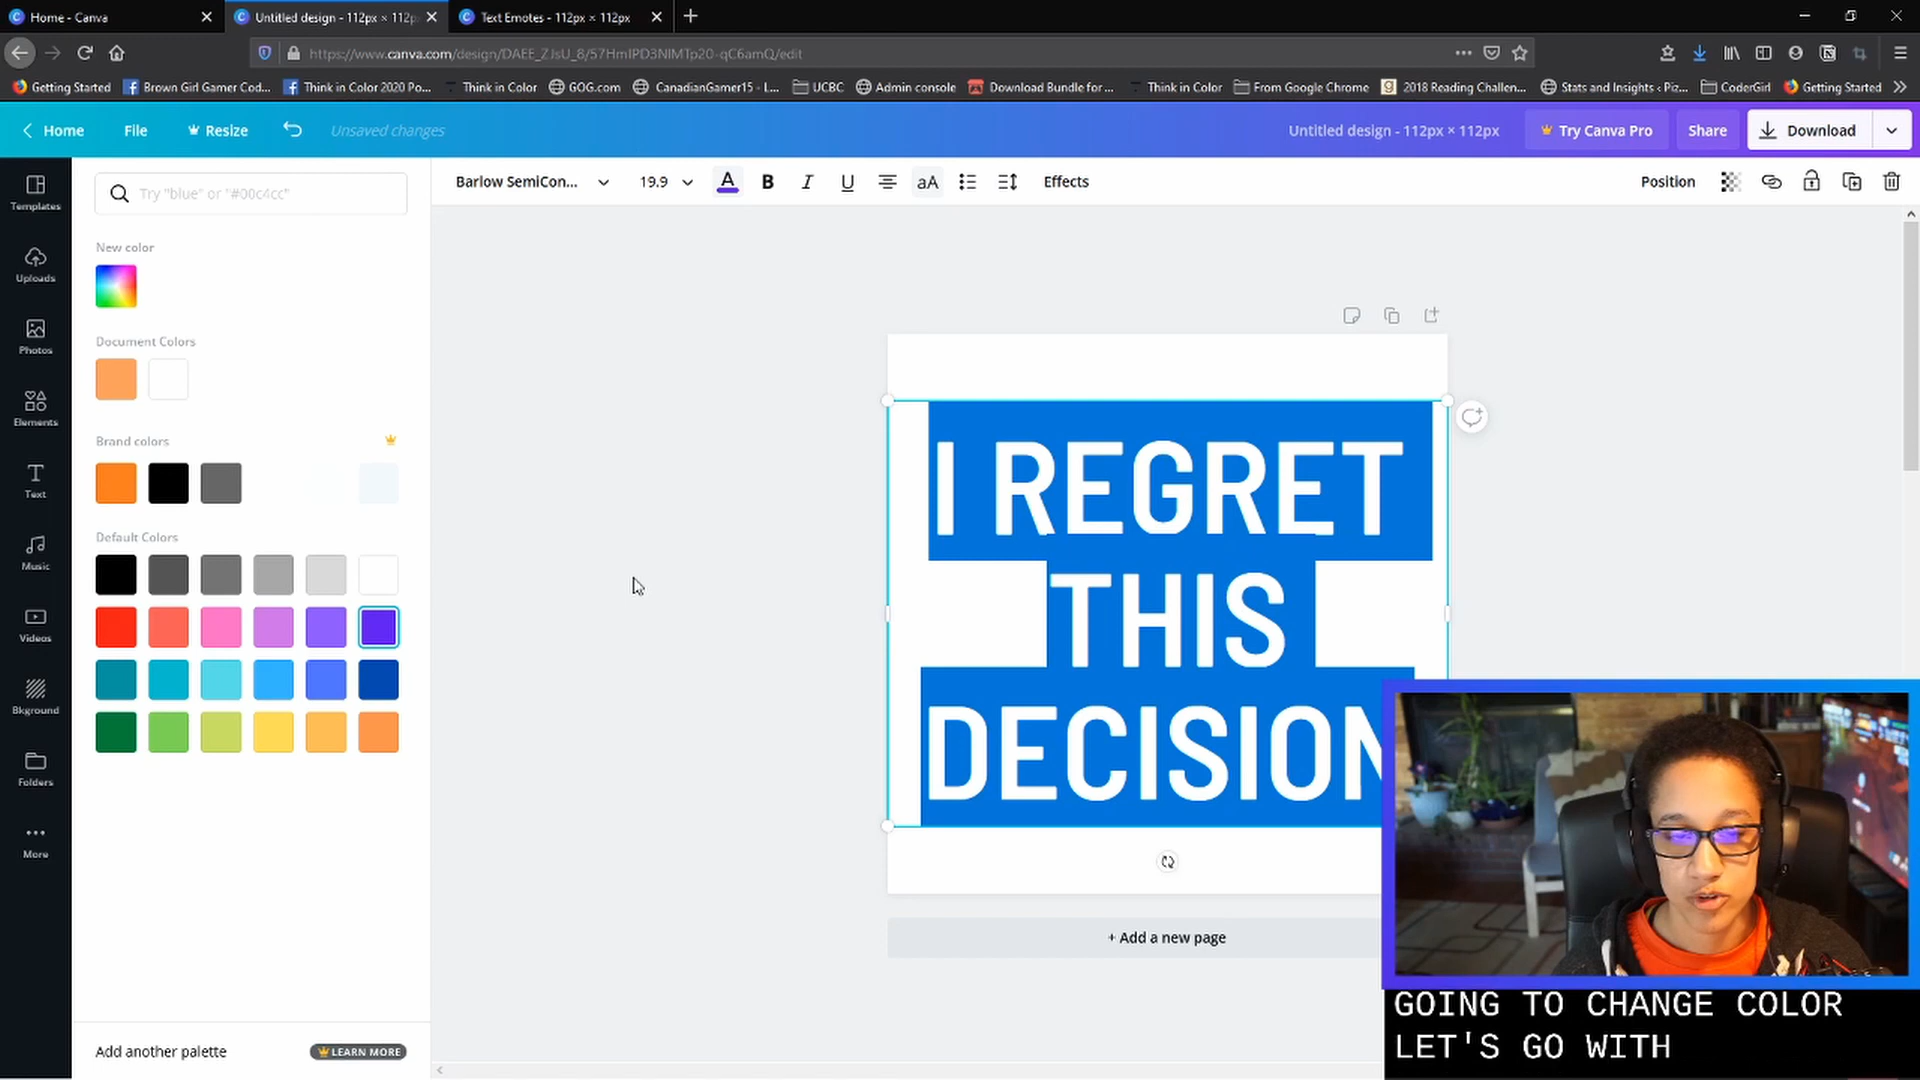 Home - Canva
Untitled design - 112px × 112p
Text Emotes - 112px × 112px
https://www.canva.com/design/DAEE_ZJsU_8/57HmIPD3NIMTp20-qC6amQ/edit
Getting Started
Brown Girl Gamer Cod...
Think in Color 2020 Po...
Think in Color
GOG.com
CanadianGamer15 - I...
UCBC
Admin console
Download Bundle for ...
Think in Color
From Google Chrome
2018 Reading Challen...
Stats and Insights ‹ Piz...
CoderGirl
Getting Started
Home
File
Resize
Unsaved changes
Untitled design - 112px × 112px
Try Canva Pro
Share
Download
Templates
Uploads
Photos
Elements
Text
Music
Videos
Bkground
Folders
More
Try "blue" or "#00c4cc"
New color
Document Colors
Brand colors
Default Colors
Add another palette
LEARN MORE
Barlow SemiCon...
19.9
A
B
I
U
aA
Effects
Position
I REGRET
THIS
DECISION
+ Add a new page
GOING TO CHANGE COLOR
LET'S GO WITH